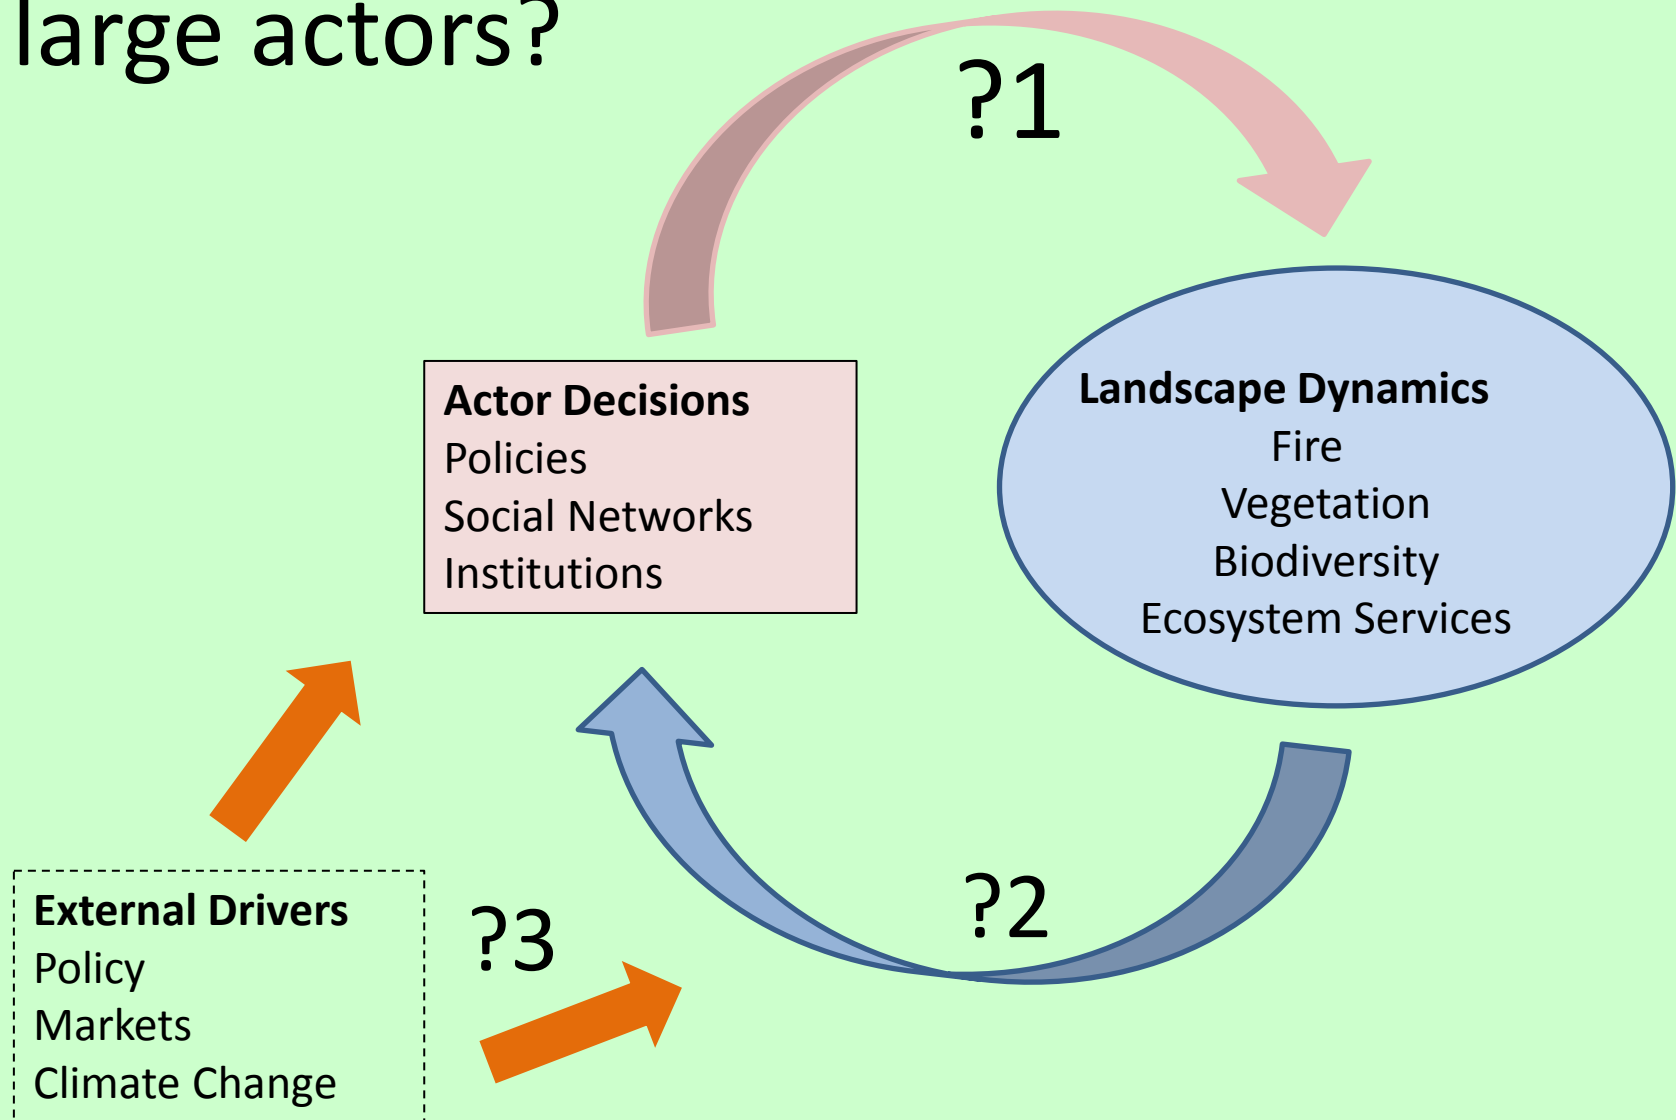 large actors?
?1
Actor Decisions
Policies
Social Networks
Institutions
Landscape Dynamics
Fire
Vegetation
Biodiversity
Ecosystem Services
External Drivers
Policy
Markets
Climate Change
?3
?2